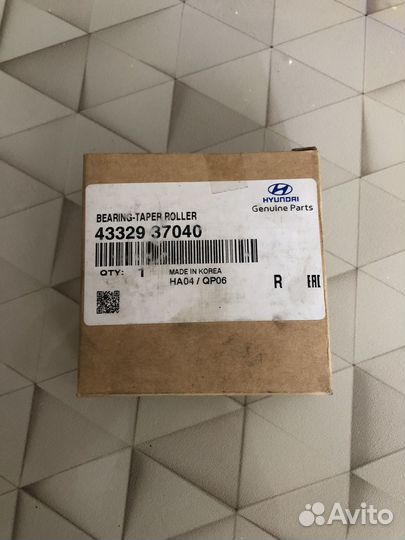 HYUNDAI
Genuine Parts
BEARING-TAPER ROLLER
43329 37040
QTY: 1
MADE IN KOREA
HA04 / QP06
R
EAC
Avito